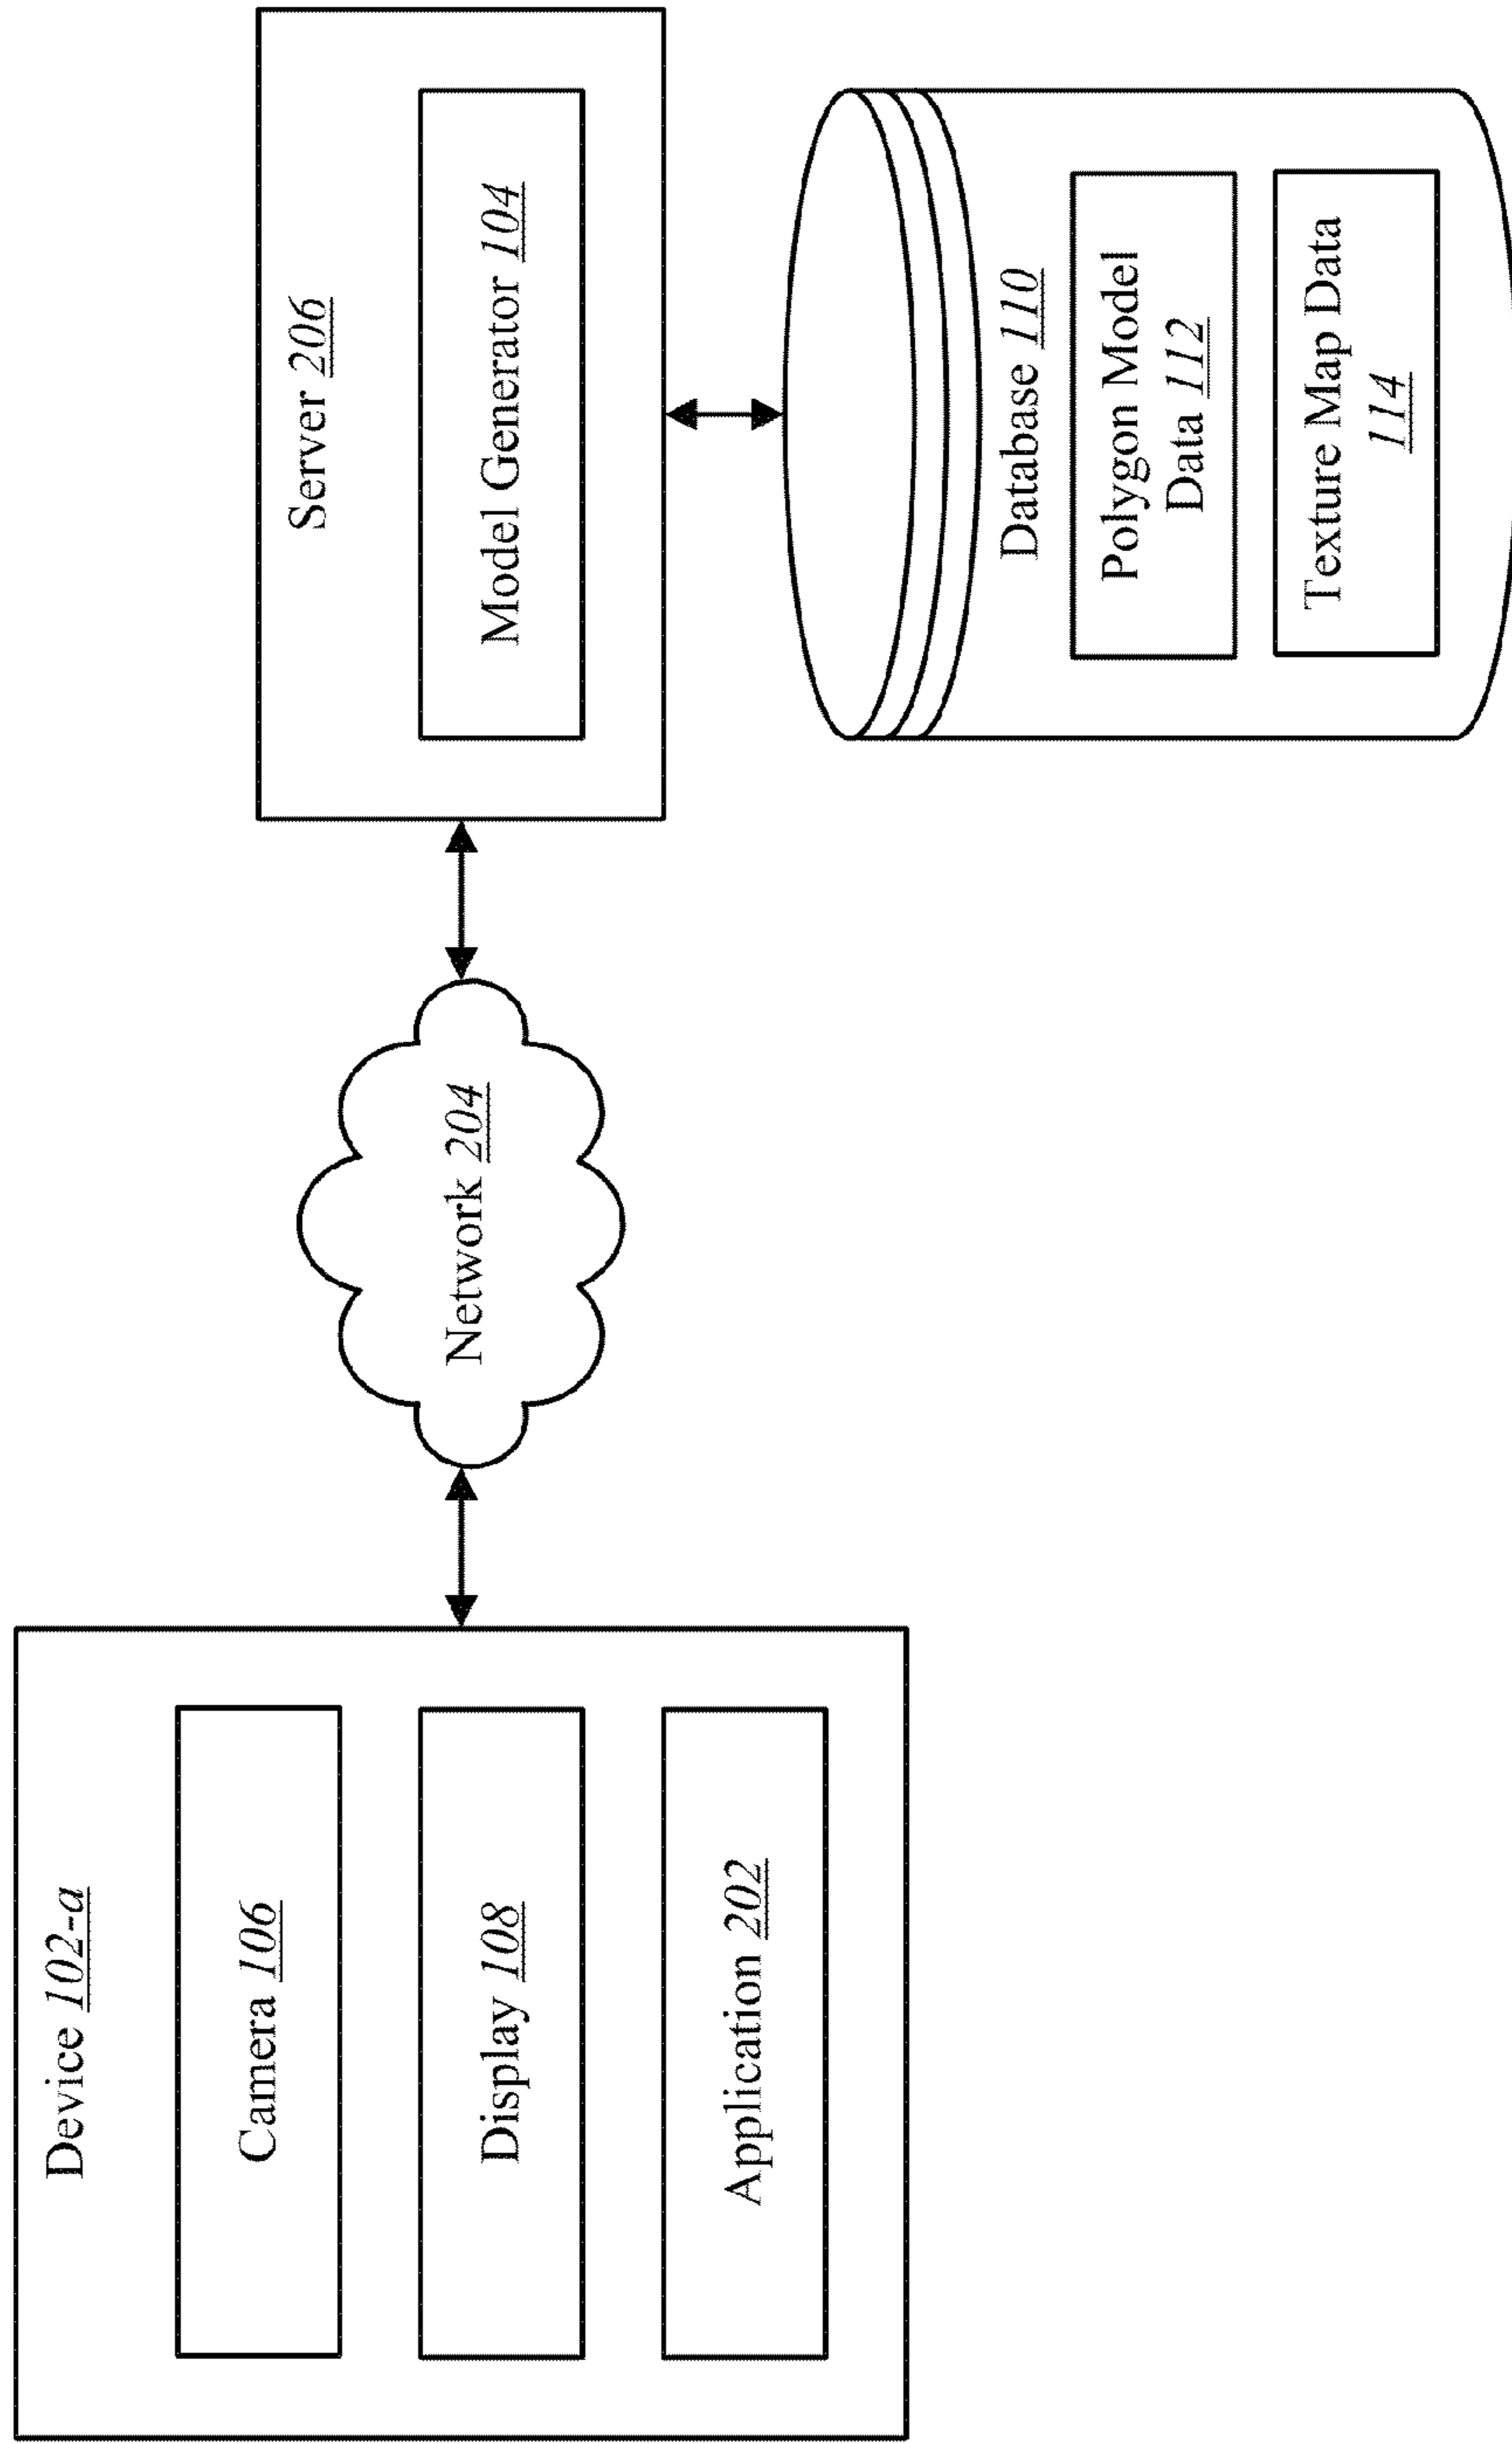 Device 102-a
Camera 106
Display 108
Application 202
Network 204
Server 206
Model Generator 104
Database 110
Polygon Model
Data 112
Texture Map Data
114